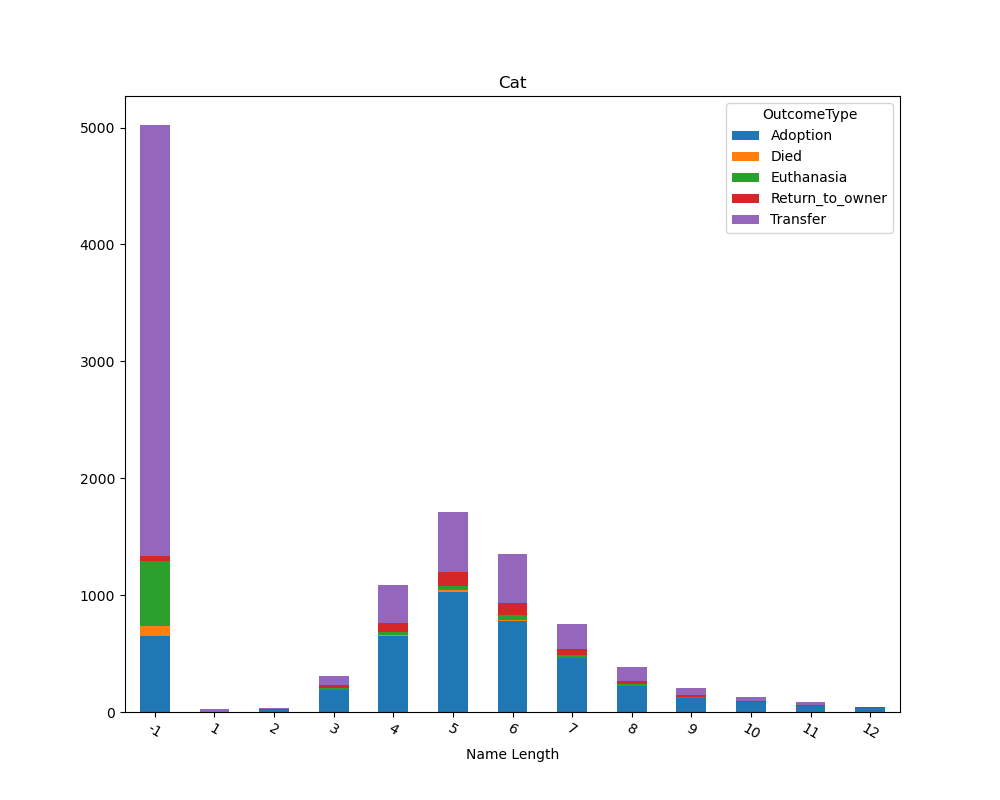 Cat
OutcomeType
Adoption
Died
Euthanasia
Return_to_owner
Transfer
5000
4000
3000
2000
1000
0
-1 1 2 3 4 5 6 7 8 9 10 11 12
Name Length